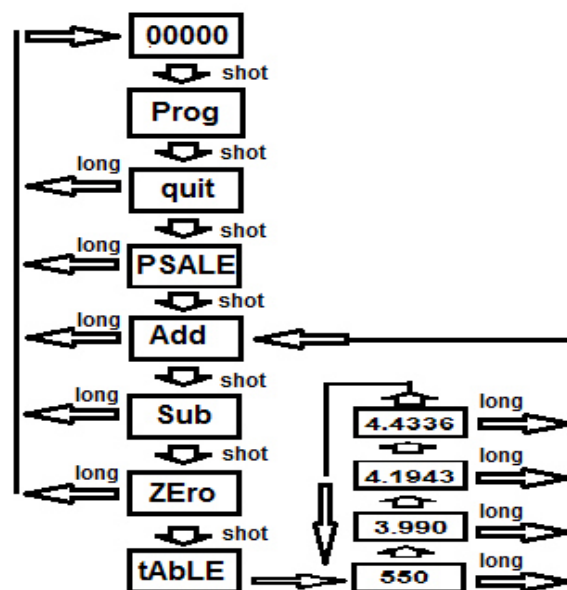 00000
shot
Prog
shot
long
quit
shot
long
PSALE
shot
long
Add
shot
long
Sub
shot
long
ZEro
shot
tAbLE
4.4336
long
4.1943
long
3.990
long
550
long